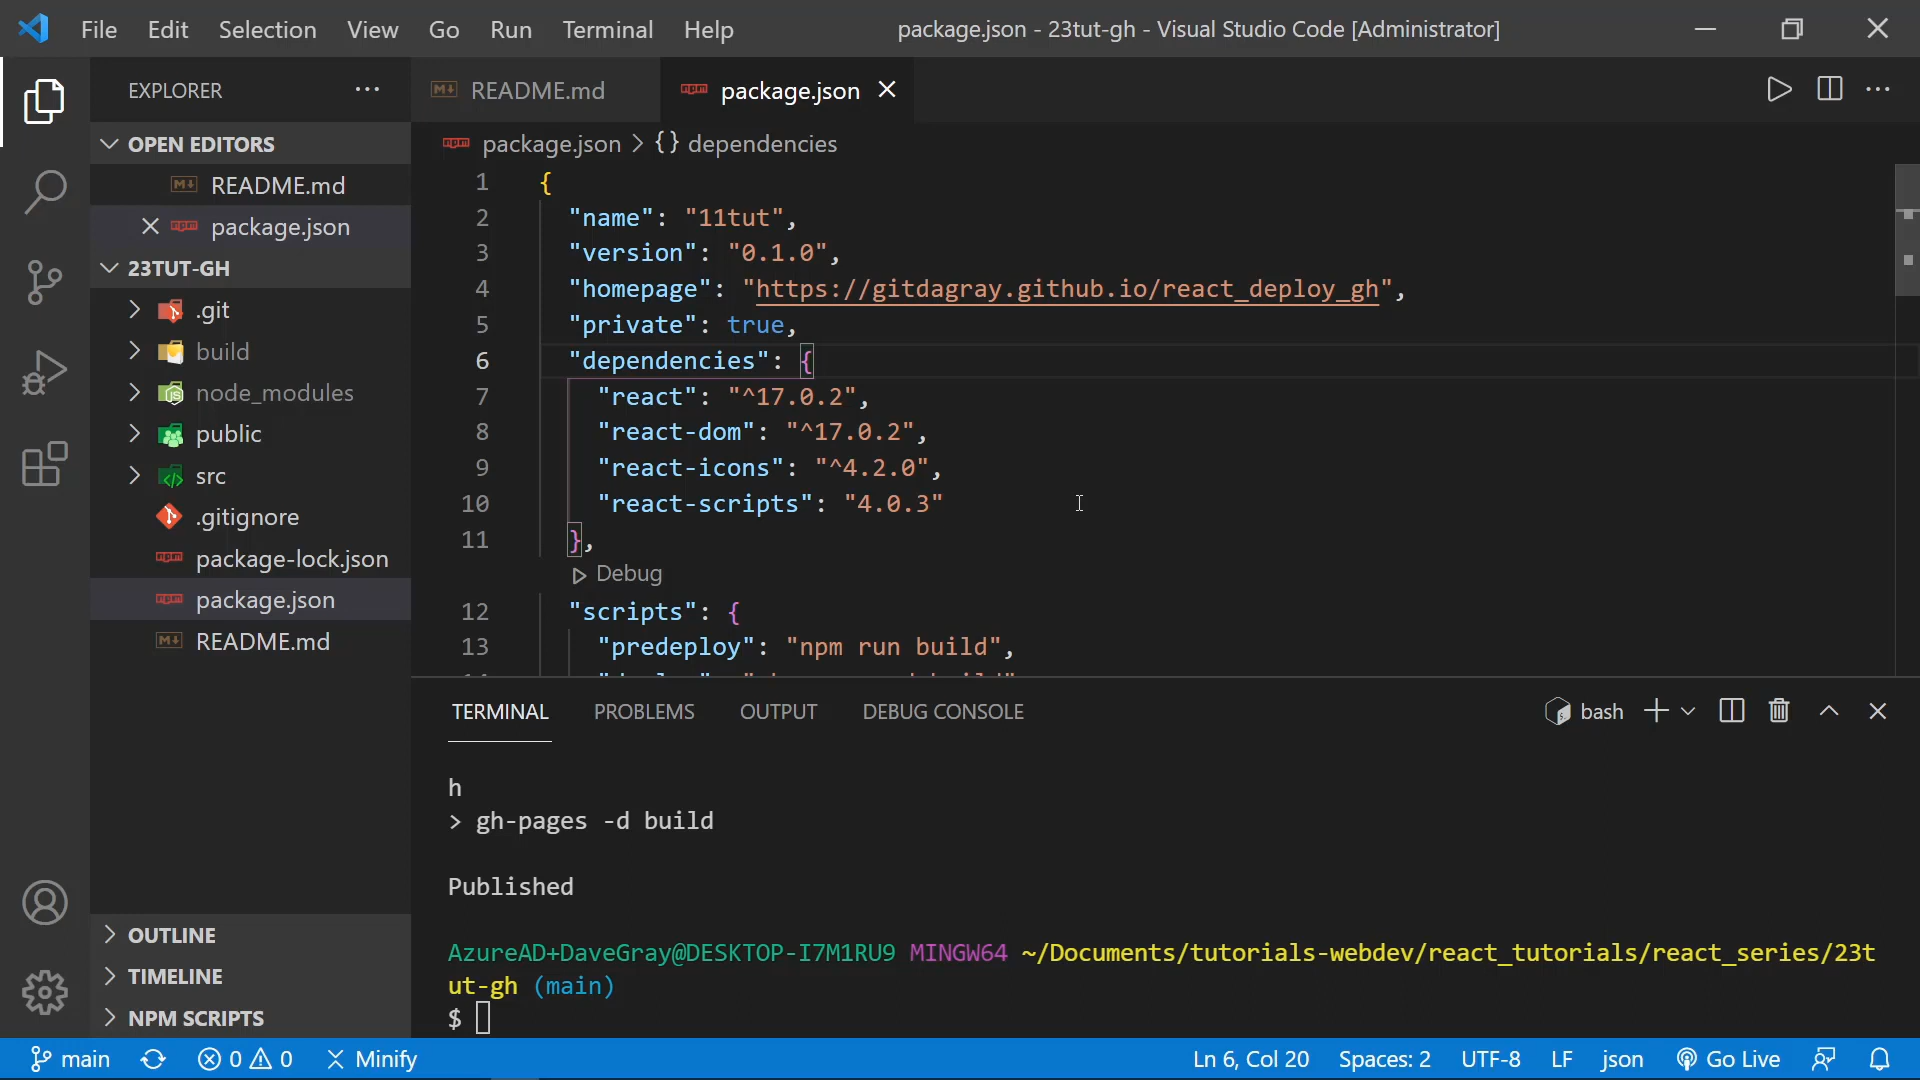 File Edit Selection View Go Run Terminal Help package.json - 23tut-gh - Visual Studio Code [Administrator]
EXPLORER
OPEN EDITORS
README.md
package.json
23TUT-GH
.git
build
node_modules
public
src
.gitignore
package-lock.json
package.json
README.md
OUTLINE
TIMELINE
NPM SCRIPTS
README.md package.json
package.json > {} dependencies
1 {
2 "name": "11tut",
3 "version": "0.1.0",
4 "homepage": "https://gitdagray.github.io/react_deploy_gh",
5 "private": true,
6 "dependencies": {
7 "react": "^17.0.2",
8 "react-dom": "^17.0.2",
9 "react-icons": "^4.2.0",
10 "react-scripts": "4.0.3"
11 },
Debug
12 "scripts": {
13 "predeploy": "npm run build",
TERMINAL PROBLEMS OUTPUT DEBUG CONSOLE bash
h
> gh-pages -d build
Published
AzureAD+DaveGray@DESKTOP-I7M1RU9 MINGW64 ~/Documents/tutorials-webdev/react_tutorials/react_series/23t
ut-gh (main)
$
main 0 0 Minify Ln 6, Col 20 Spaces: 2 UTF-8 LF json Go Live